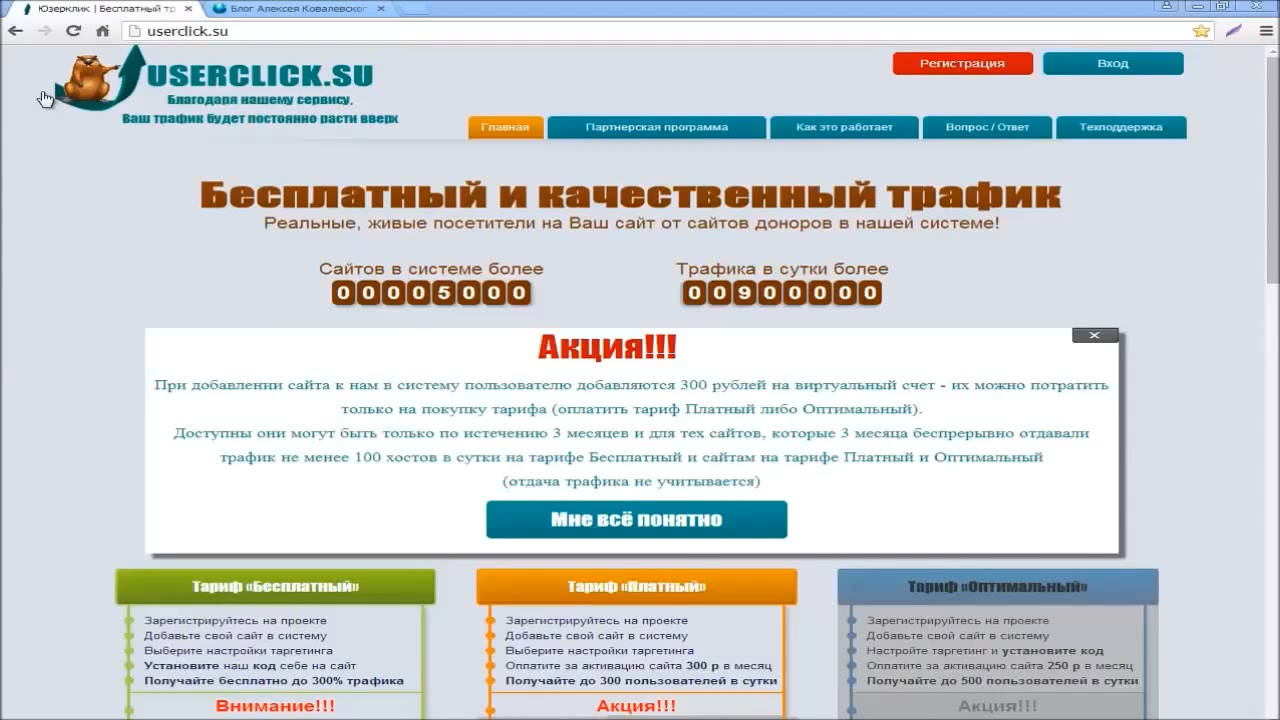 Юзерклик | Бесплатный тр
Блог Алексея Ковалевског
userclick.su
USERCLICK.SU
Благодаря нашему сервису,
Ваш трафик будет постоянно расти вверх
Регистрация
Вход
Главная
Партнерская программа
Как это работает
Вопрос / Ответ
Техподдержка
Бесплатный и качественный трафик
Реальные, живые посетители на Ваш сайт от сайтов доноров в нашей системе!
Сайтов в системе более
00005000
Трафика в сутки более
00900000
Акция!!!
При добавлении сайта к нам в систему пользователю добавляются 300 рублей на виртуальный счет - их можно потратить
только на покупку тарифа (оплатить тариф Платный либо Оптимальный).
Доступны они могут быть только по истечению 3 месяцев и для тех сайтов, которые 3 месяца беспрерывно отдавали
трафик не менее 100 хостов в сутки на тарифе Бесплатный и сайтам на тарифе Платный и Оптимальный
(отдача трафика не учитывается)
Мне всё понятно
Тариф «Бесплатный»
Зарегистрируйтесь на проекте
Добавьте свой сайт в систему
Выберите настройки таргетинга
Установите наш код себе на сайт
Получайте бесплатно до 300% трафика
Внимание!!!
Тариф «Платный»
Зарегистрируйтесь на проекте
Добавьте свой сайт в систему
Выберите настройки таргетинга
Оплатите за активацию сайта 300 р в месяц
Получайте до 300 пользователей в сутки
Акция!!!
Тариф «Оптимальный»
Зарегистрируйтесь на проекте
Добавьте свой сайт в систему
Настройки таргетинг и установите код
Оплатите за активацию сайта 250 р в месяц
Получайте до 500 пользователей в сутки
Акция!!!